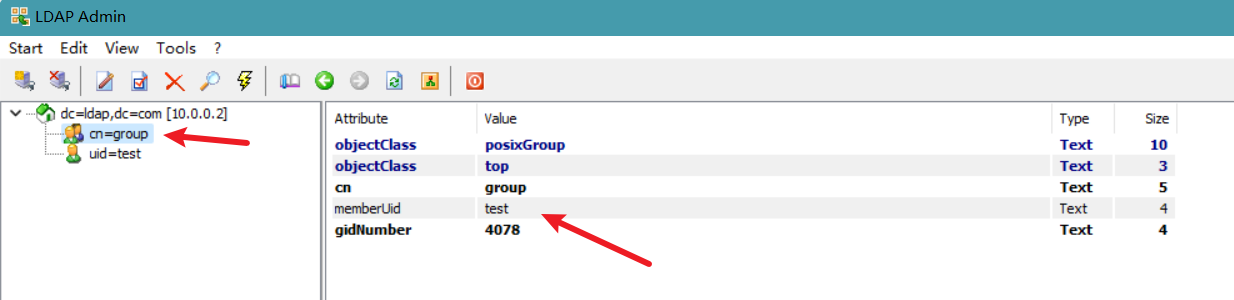 LDAP Admin
Start Edit View Tools ?
dc=ldap,dc=com [10.0.0.2]
cn=group
uid=test
Attribute Value Type Size
objectClass posixGroup Text 10
objectClass top Text 3
cn group Text 5
memberUid test Text 4
gidNumber 4078 Text 4